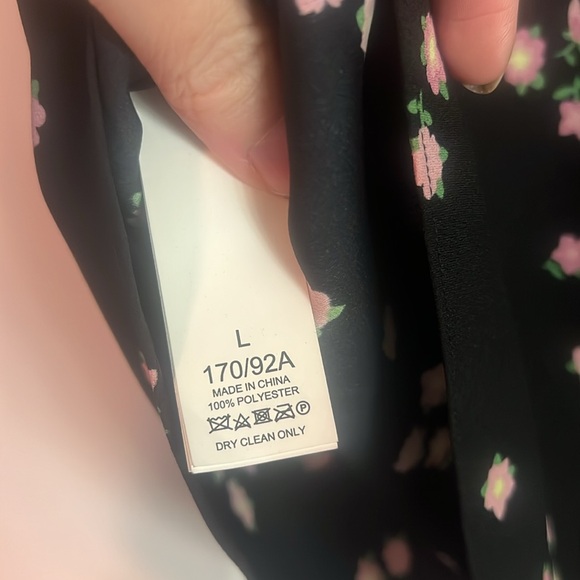 L
170/92A
MADE IN CHINA
100% POLYESTER
P
DRY CLEAN ONLY